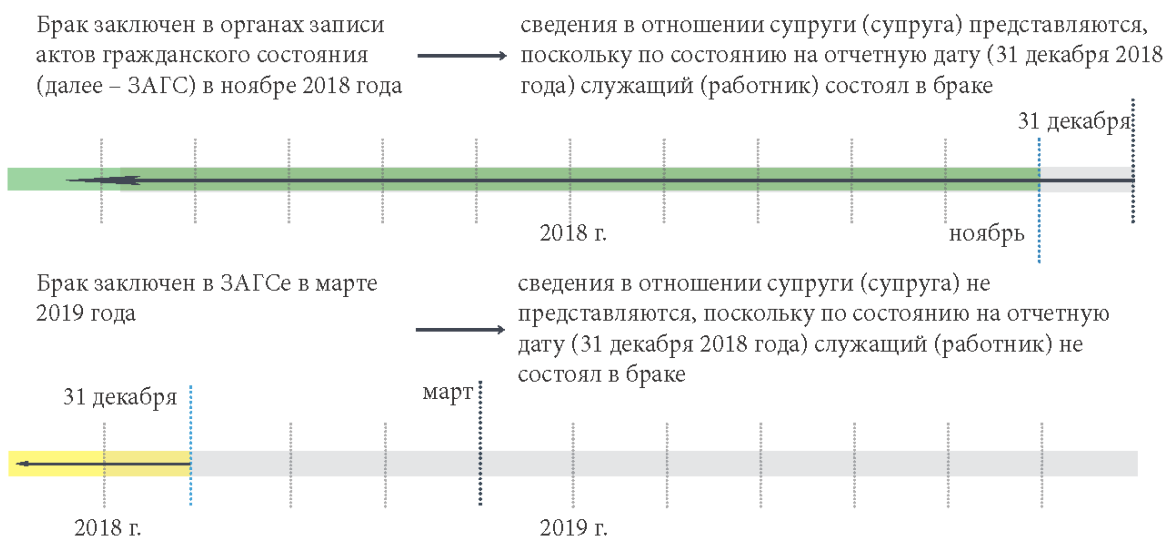 Брак заключен в органах записи
актов гражданского состояния
(далее – ЗАГС) в ноябре 2018 года
сведения в отношении супруги (супруга) представляются,
поскольку по состоянию на отчетную дату (31 декабря 2018
года) служащий (работник) состоял в браке
31 декабря
2018 г.
ноябрь
Брак заключен в ЗАГСе в марте
2019 года
сведения в отношении супруги (супруга) не
представляются, поскольку по состоянию на отчетную
дату (31 декабря 2018 года) служащий (работник) не
состоял в браке
31 декабря
март
2018 г.
2019 г.